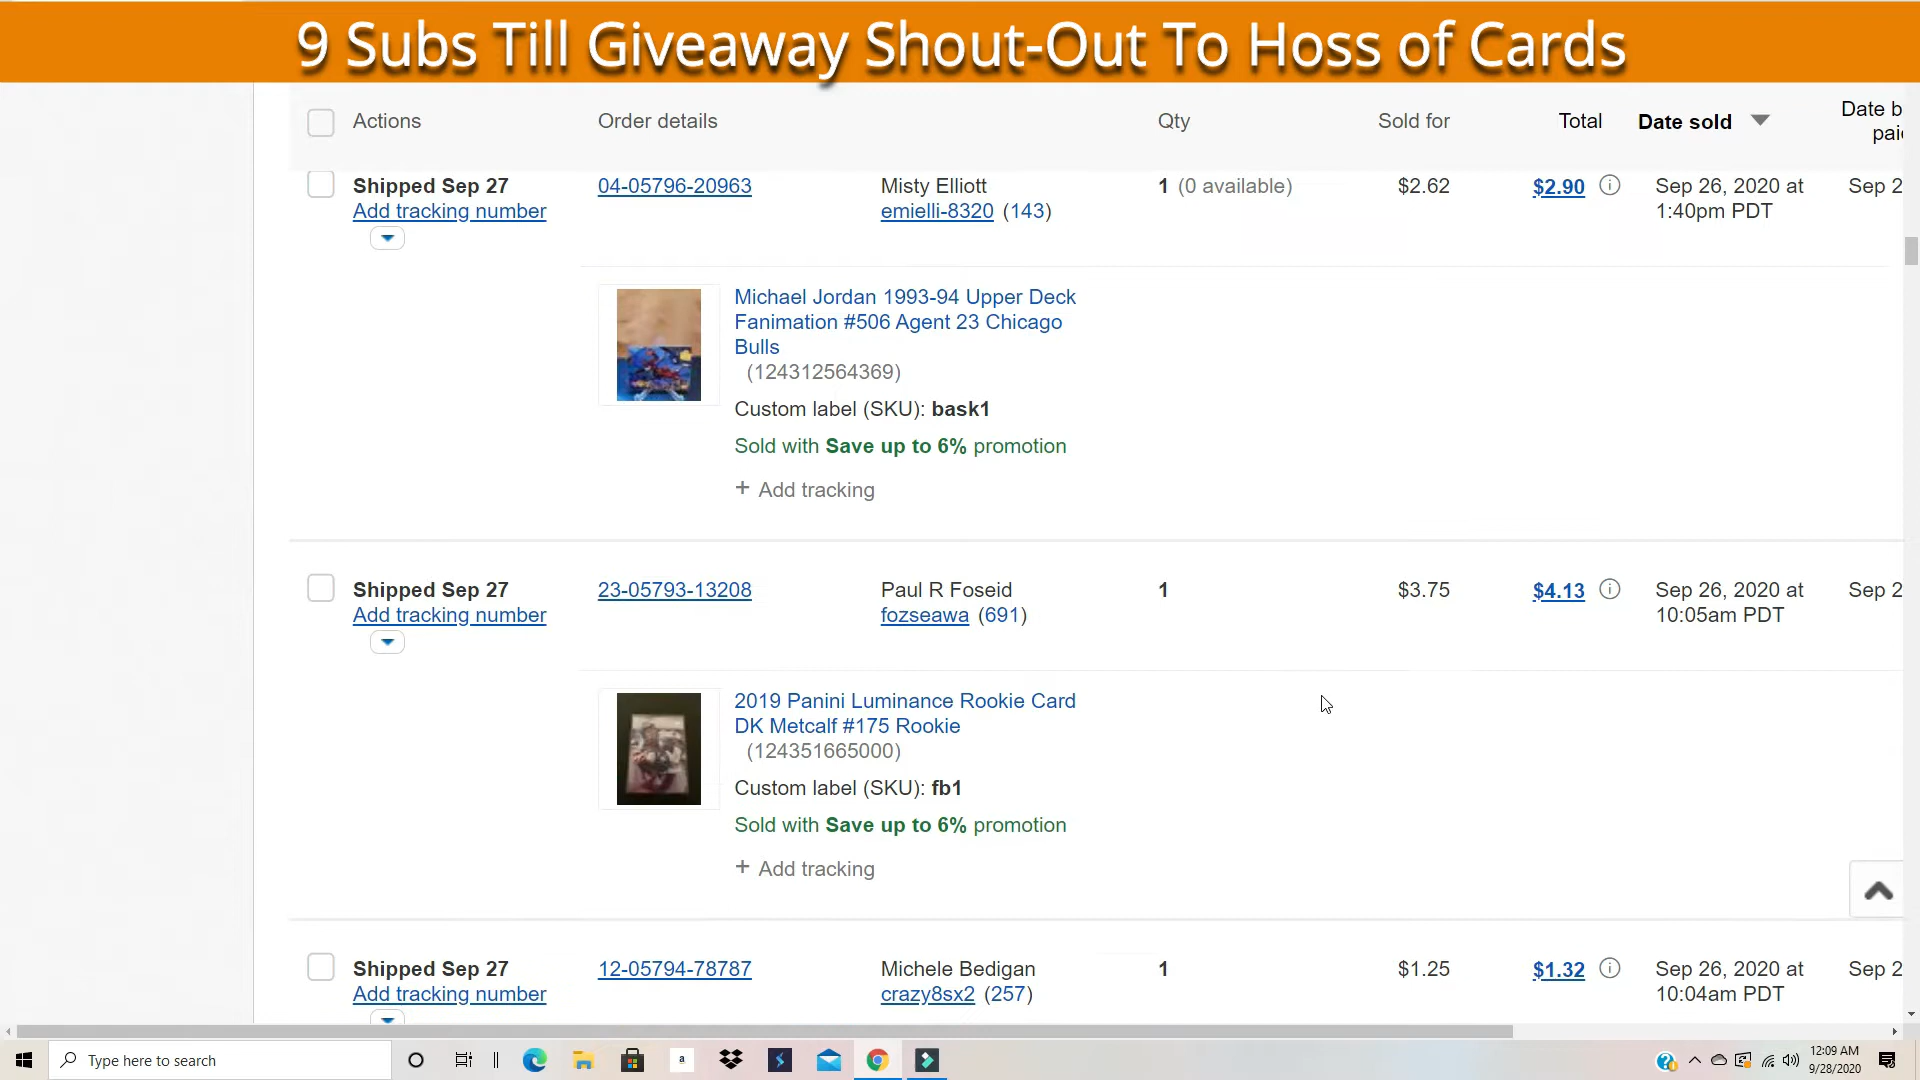 9 Subs Till Giveaway Shout-Out To Hoss of Cards
Actions Order details Qty Sold for Total Date sold Date b
paid
Shipped Sep 27 04-05796-20963 Misty Elliott 1 (0 available) $2.62 $2.90 Sep 26, 2020 at Sep 2
Add tracking number emielli-8320 (143) 1:40pm PDT
Michael Jordan 1993-94 Upper Deck
Fanimation #506 Agent 23 Chicago
Bulls
(124312564369)
Custom label (SKU): bask1
Sold with Save up to 6% promotion
+ Add tracking
Shipped Sep 27 23-05793-13208 Paul R Foseid 1 $3.75 $4.13 Sep 26, 2020 at Sep 2
Add tracking number fozseawa (691) 10:05am PDT
2019 Panini Luminance Rookie Card
DK Metcalf #175 Rookie
(124351665000)
Custom label (SKU): fb1
Sold with Save up to 6% promotion
+ Add tracking
Shipped Sep 27 12-05794-78787 Michele Bedigan 1 $1.25 $1.32 Sep 26, 2020 at Sep 2
Add tracking number crazy8sx2 (257) 10:04am PDT
Type here to search a 12:09 AM
9/28/2020